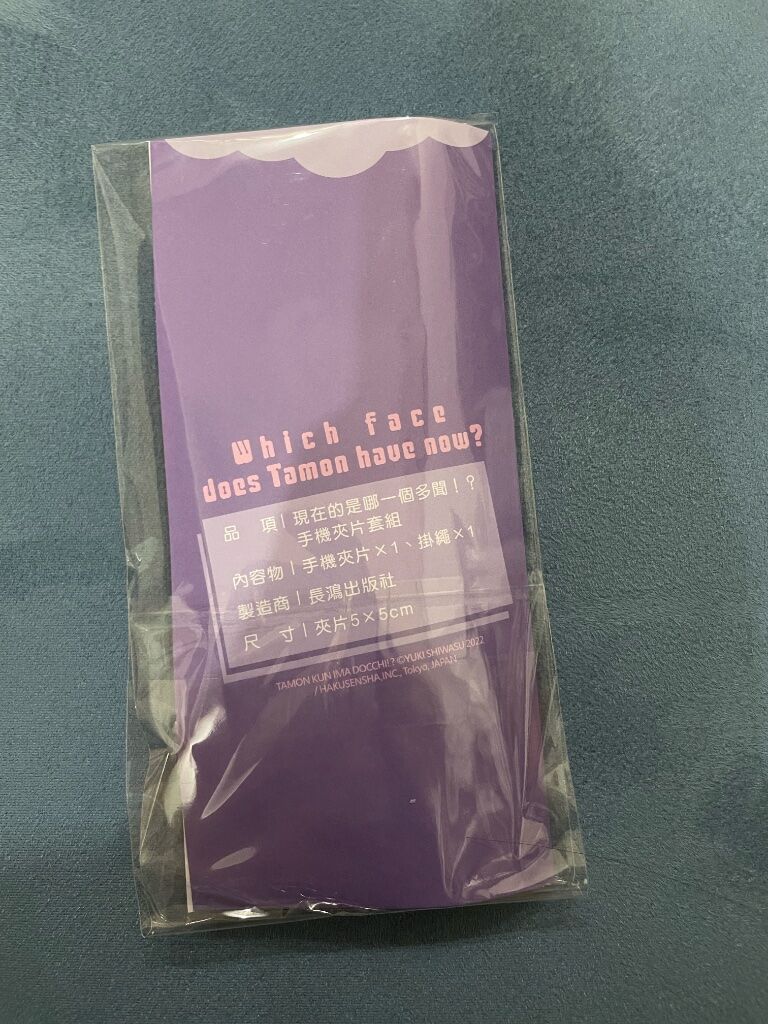 Which face
does Tamon have now?
品　項｜現在的是哪一個多聞！？
手機夾片套組
內容物｜手機夾片×1、掛繩×1
製造商｜長鴻出版社
尺　寸｜夾片5×5cm
TAMON KUN IMA DOCCHI!? ©YUKI SHIWASU 2022
/ HAKUSENSHA,INC., Tokyo, JAPAN